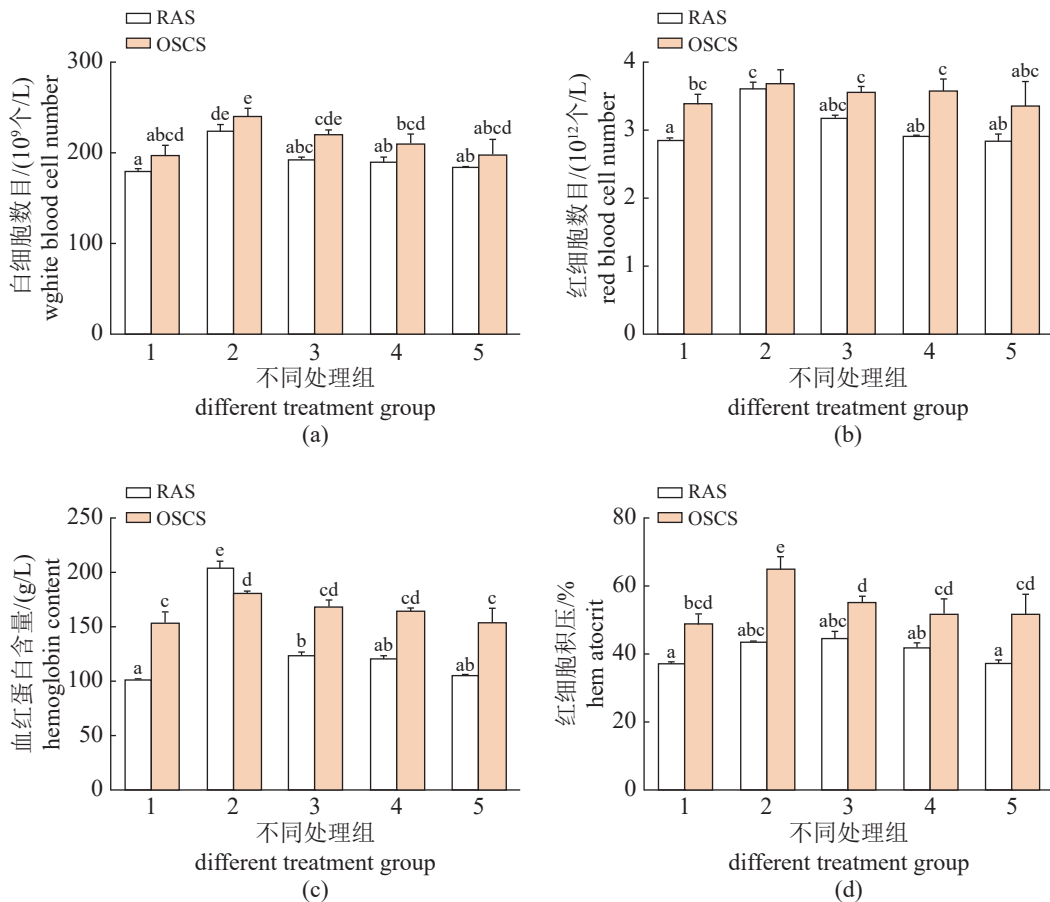 RAS
OSCS
白细胞数目/(10⁹个/L)
wghite blood cell number
300
200
100
0
a
abcd
de
e
abc
cde
ab
bcd
ab
abcd
1 2 3 4 5
不同处理组
different treatment group
(a)
RAS
OSCS
红细胞数目/(10¹²个/L)
red blood cell number
4
3
2
1
0
a
bc
c
abc
c
ab
c
ab
abc
1 2 3 4 5
不同处理组
different treatment group
(b)
RAS
OSCS
血红蛋白含量/(g/L)
hemoglobin content
250
200
150
100
50
0
a
c
e
d
b
cd
ab
cd
ab
c
1 2 3 4 5
不同处理组
different treatment group
(c)
RAS
OSCS
红细胞积压/%
hem atocrit
80
60
40
20
0
a
bcd
abc
e
abc
d
ab
cd
a
cd
1 2 3 4 5
不同处理组
different treatment group
(d)